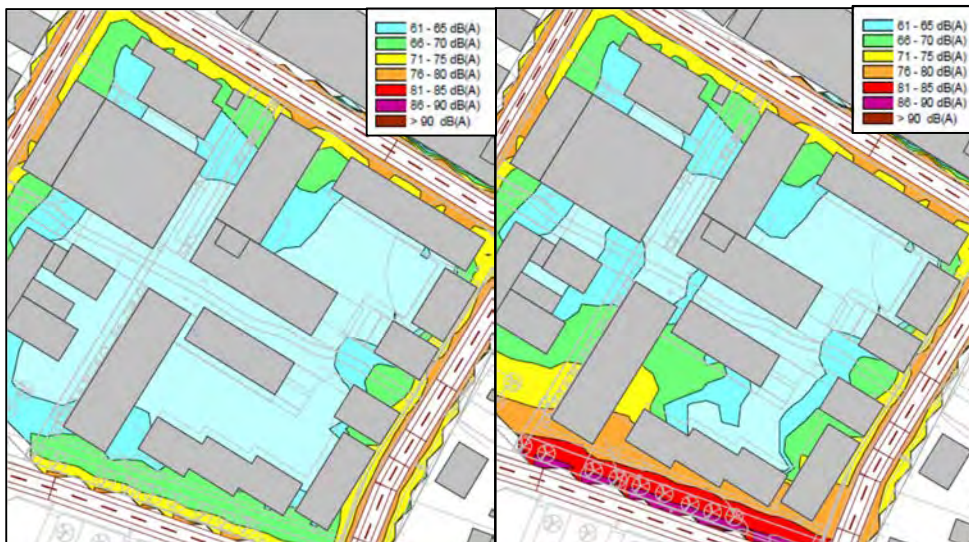 61 - 65 dB(A)
66 - 70 dB(A)
71 - 75 dB(A)
76 - 80 dB(A)
81 - 85 dB(A)
86 - 90 dB(A)
> 90 dB(A)
61 - 65 dB(A)
66 - 70 dB(A)
71 - 75 dB(A)
76 - 80 dB(A)
81 - 85 dB(A)
86 - 90 dB(A)
> 90 dB(A)